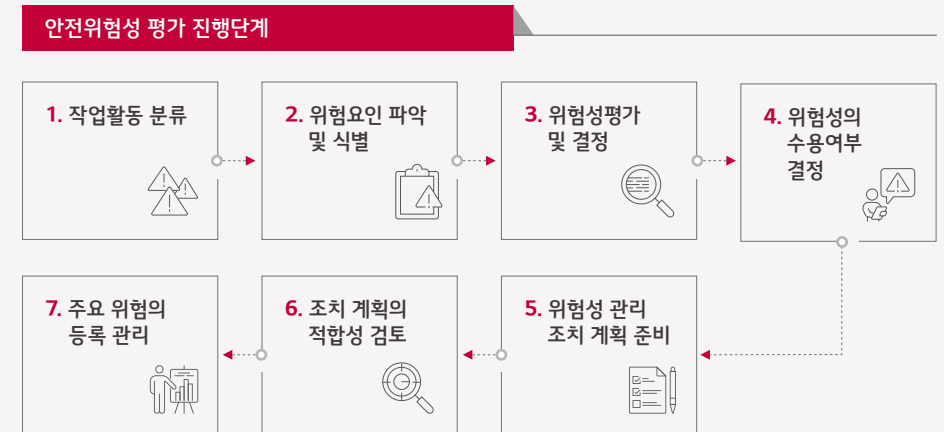 안전위험성 평가 진행단계
1. 작업활동 분류
2. 위험요인 파악
및 식별
3. 위험성평가
및 결정
4. 위험성의
수용여부
결정
5. 위험성 관리
조치 계획 준비
6. 조치 계획의
적합성 검토
7. 주요 위험의
등록 관리